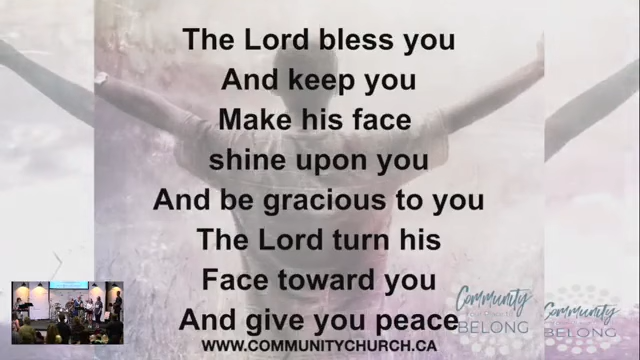 The Lord bless you
And keep you
Make his face
shine upon you
And be gracious to you
The Lord turn his
Face toward you
And give you peace
WWW.COMMUNITYCHURCH.CA
Community
BELONG
Community
BELONG